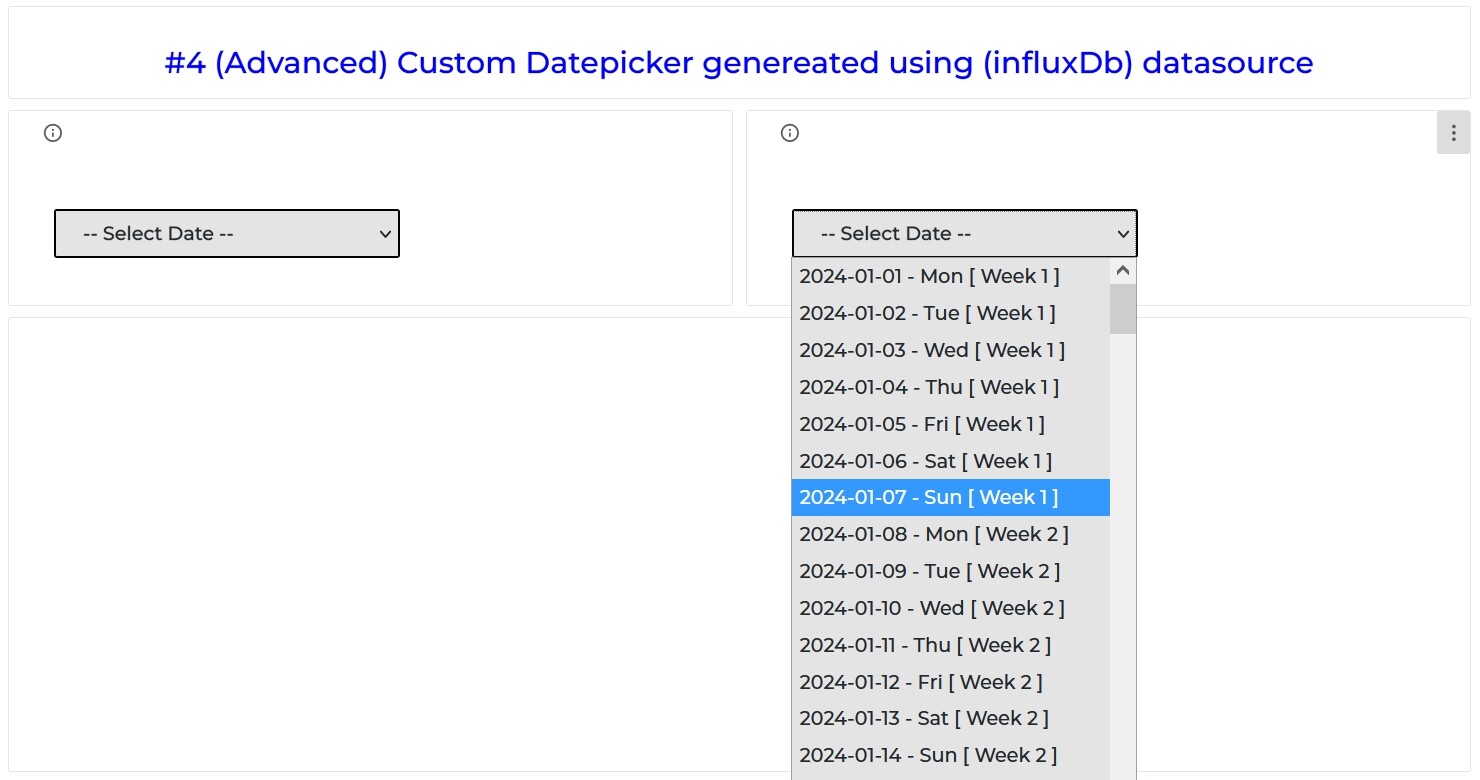 #4 (Advanced) Custom Datepicker genereated using (influxDb) datasource
-- Select Date --
-- Select Date --
2024-01-01 - Mon [ Week 1 ]
2024-01-02 - Tue [ Week 1 ]
2024-01-03 - Wed [ Week 1 ]
2024-01-04 - Thu [ Week 1 ]
2024-01-05 - Fri [ Week 1 ]
2024-01-06 - Sat [ Week 1 ]
2024-01-07 - Sun [ Week 1 ]
2024-01-08 - Mon [ Week 2 ]
2024-01-09 - Tue [ Week 2 ]
2024-01-10 - Wed [ Week 2 ]
2024-01-11 - Thu [ Week 2 ]
2024-01-12 - Fri [ Week 2 ]
2024-01-13 - Sat [ Week 2 ]
2024-01-14 - Sun [ Week 2 ]